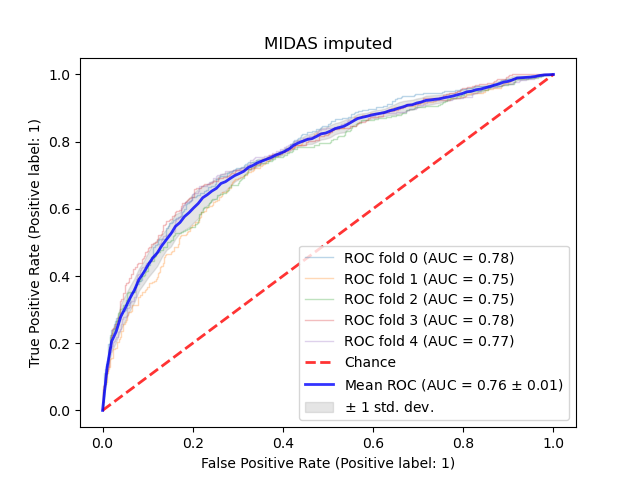 MIDAS imputed
True Positive Rate (Positive label: 1)
1.0
0.8
0.6
0.4
0.2
0.0
ROC fold 0 (AUC = 0.78)
ROC fold 1 (AUC = 0.75)
ROC fold 2 (AUC = 0.75)
ROC fold 3 (AUC = 0.78)
ROC fold 4 (AUC = 0.77)
Chance
Mean ROC (AUC = 0.76 ± 0.01)
± 1 std. dev.
0.0 0.2 0.4 0.6 0.8 1.0
False Positive Rate (Positive label: 1)